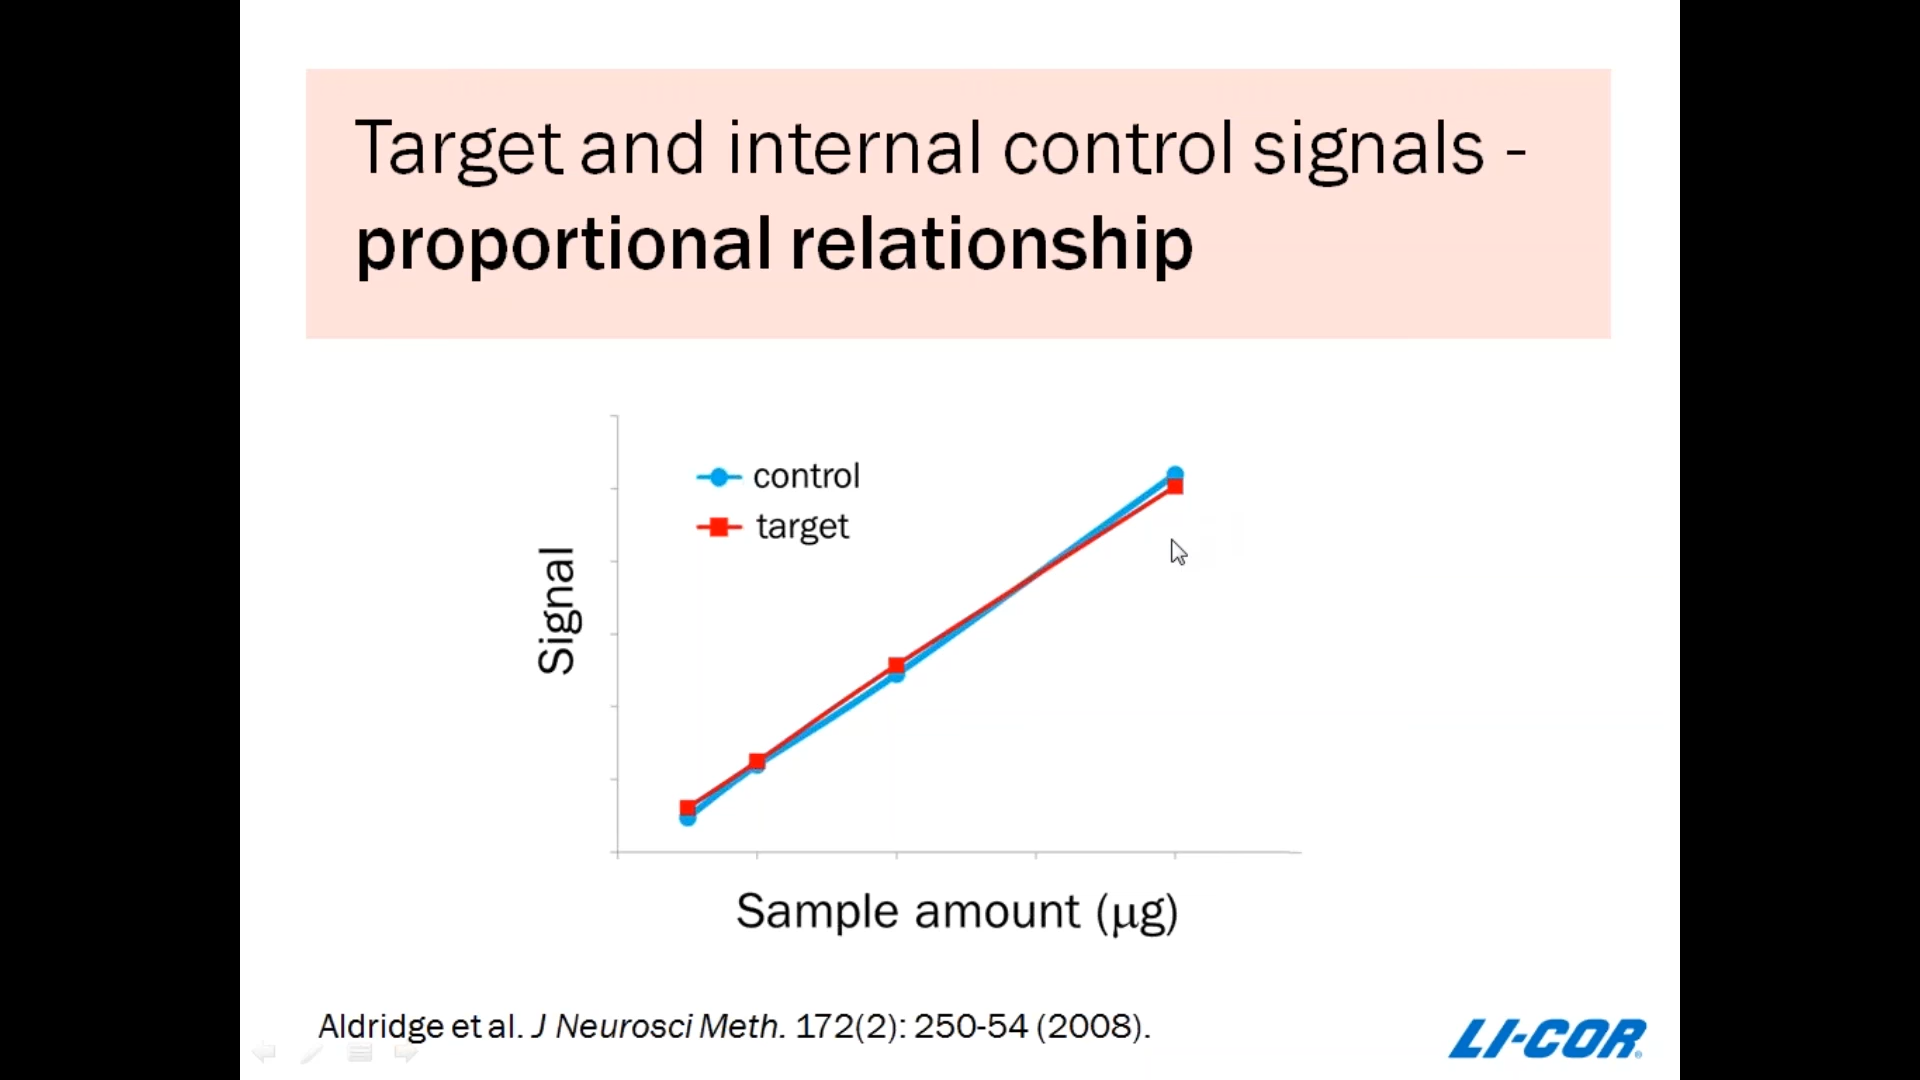 Target and internal control signals -
proportional relationship
control
target
Signal
Sample amount (µg)
Aldridge et al. J Neurosci Meth. 172(2): 250-54 (2008).
LI-COR®